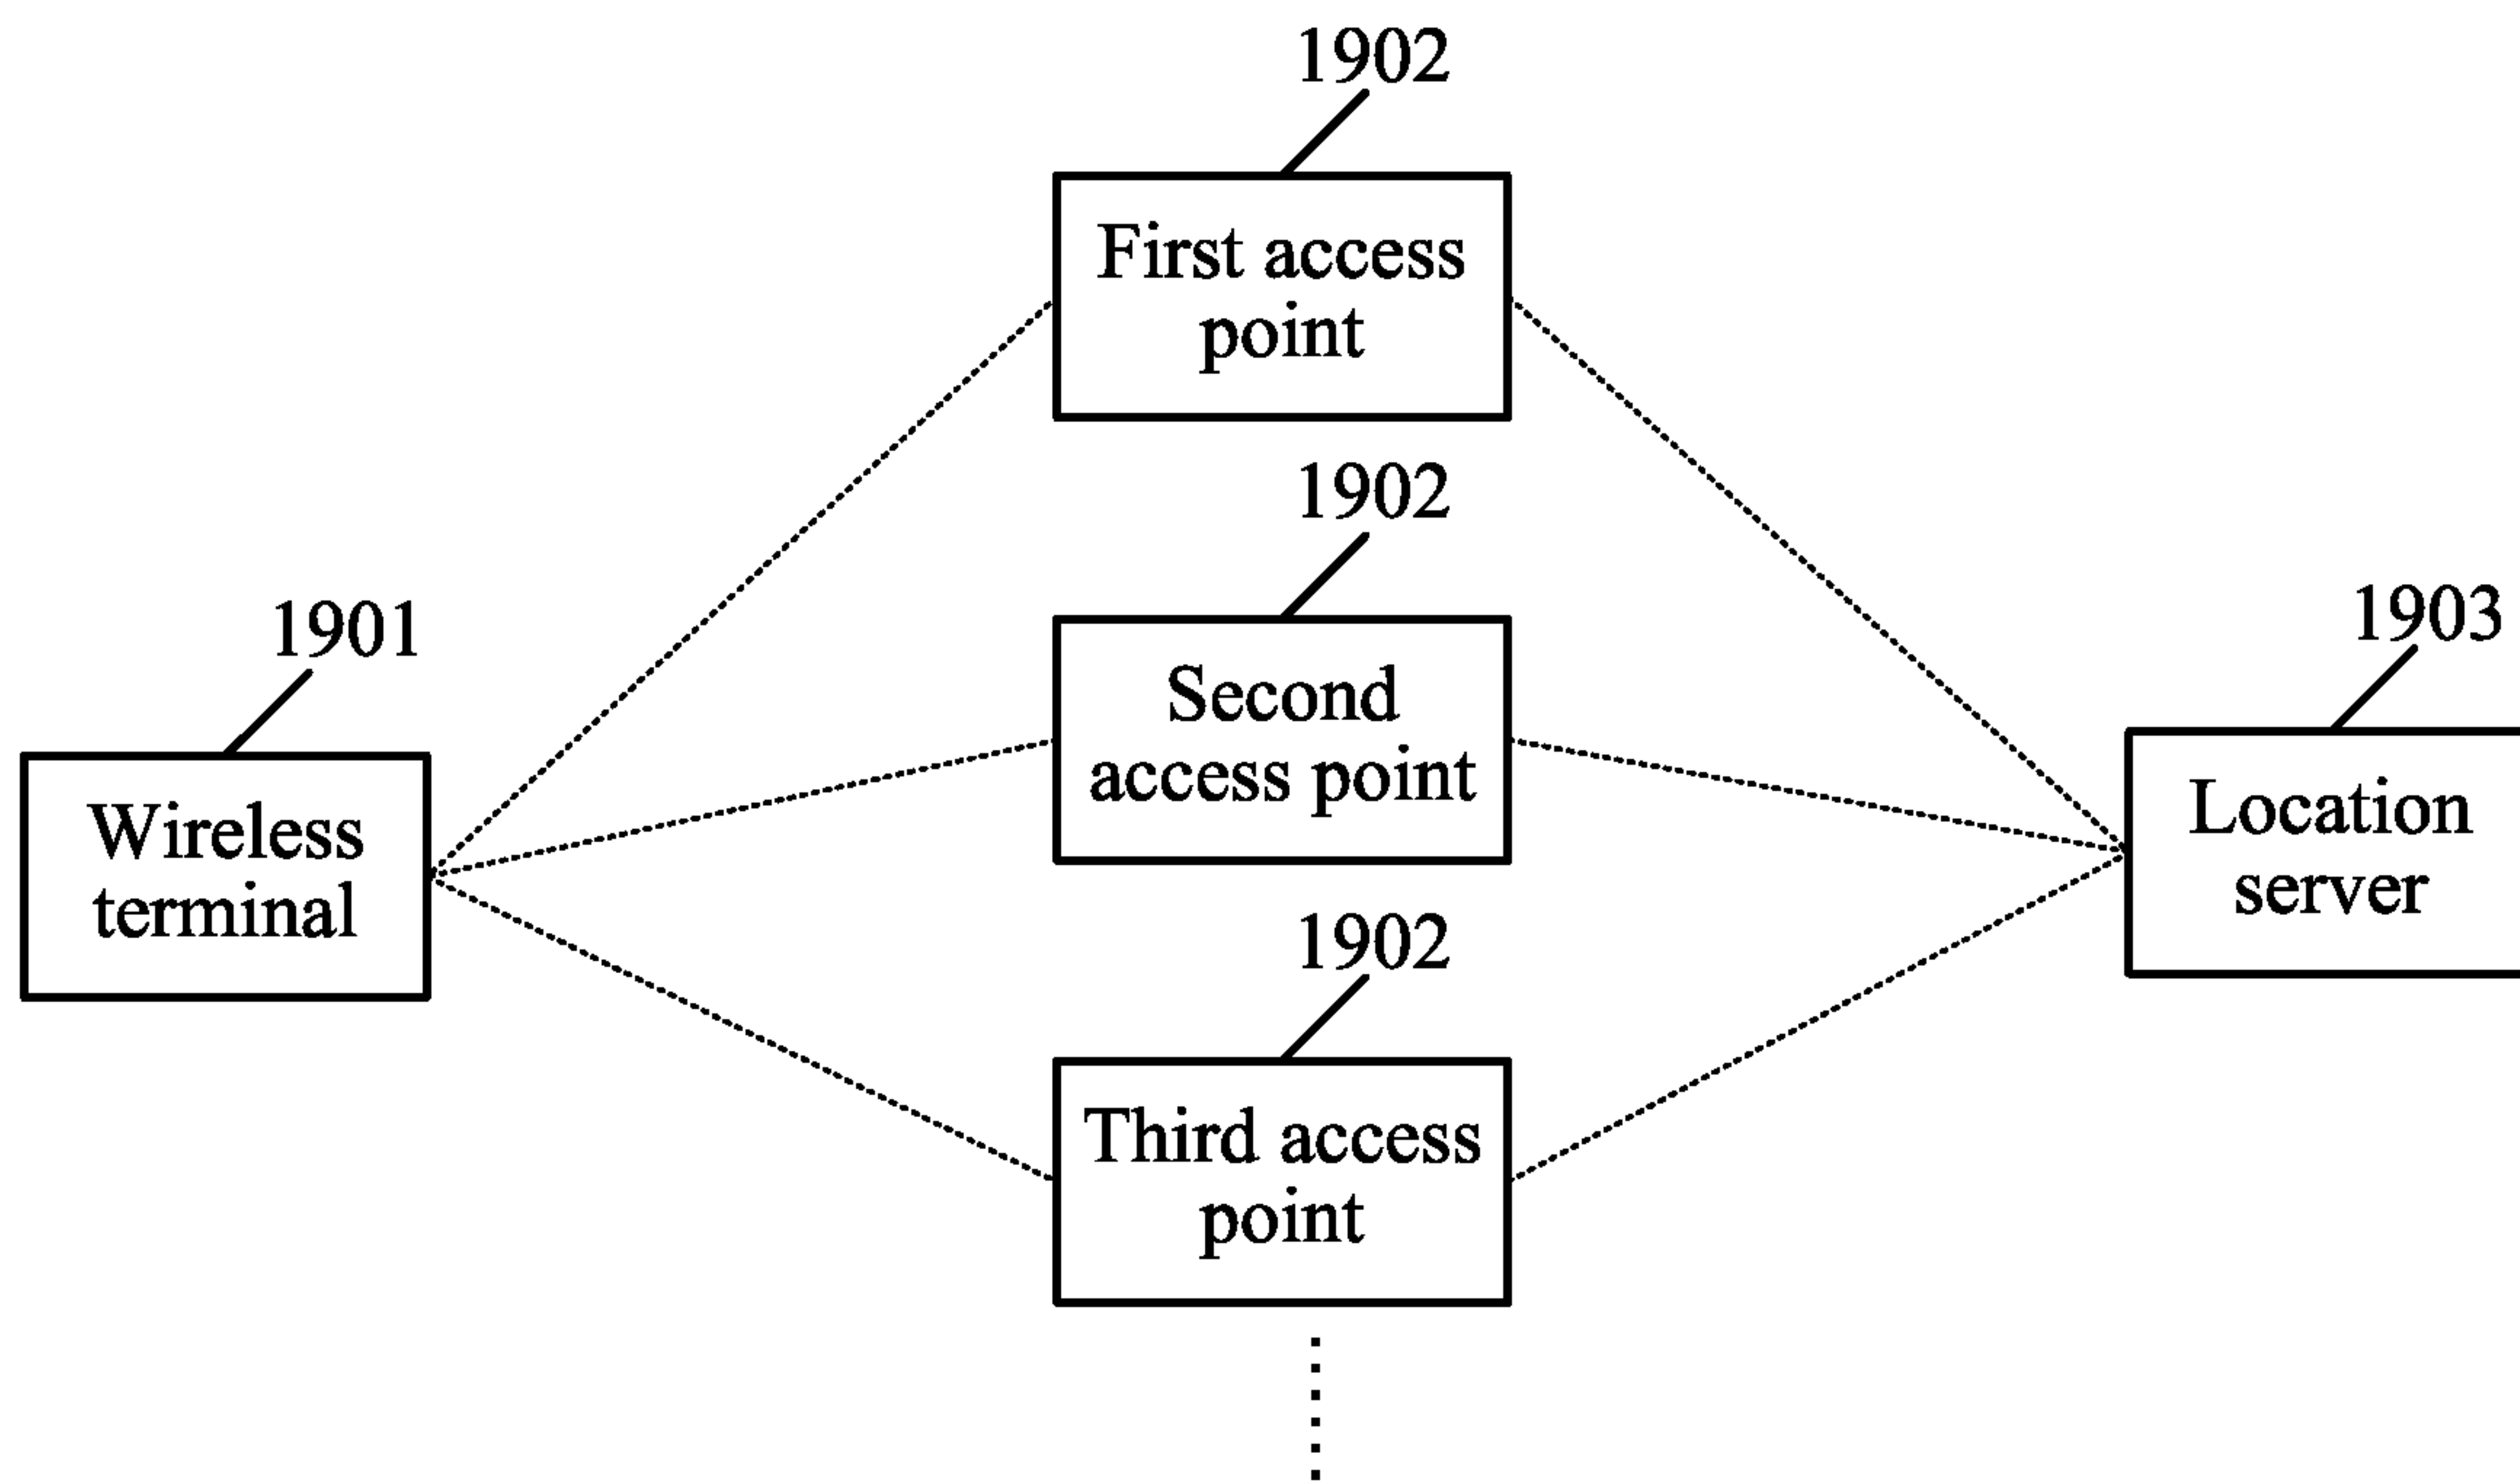 1902
First access
point
1902
Second
access point
1901
Wireless
terminal
1903
Location
server
1902
Third access
point